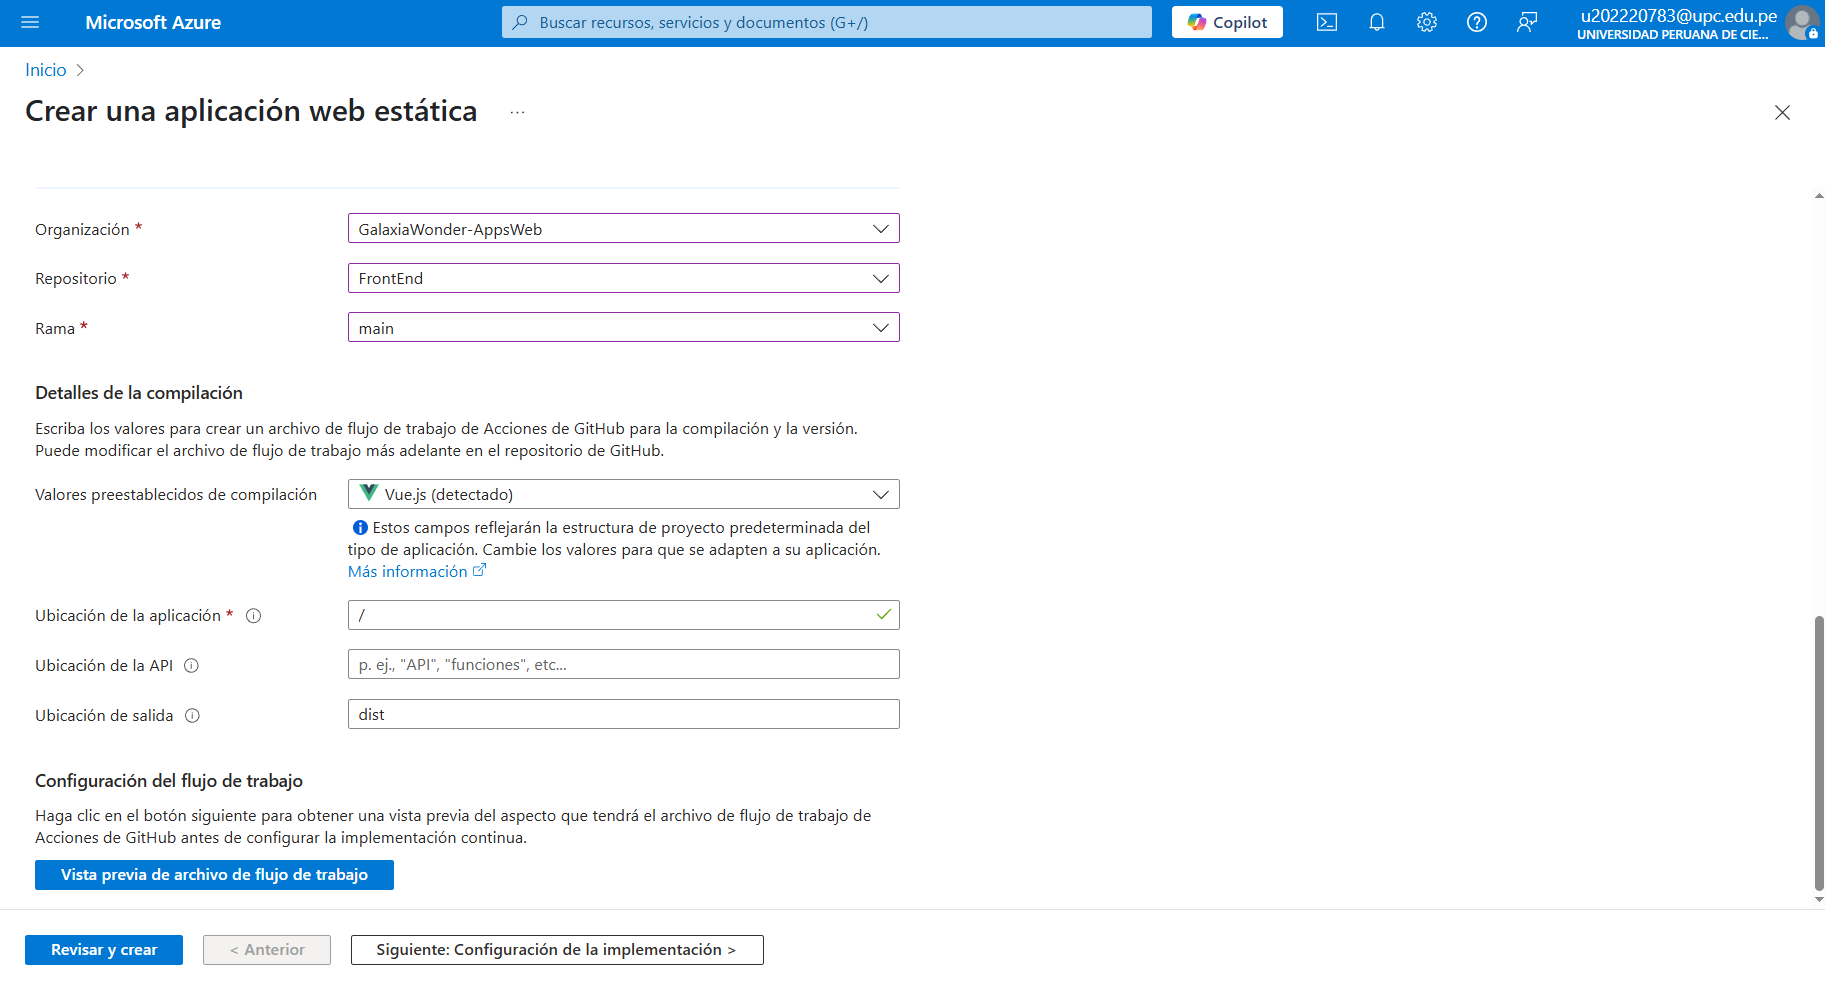 Microsoft Azure
Buscar recursos, servicios y documentos (G+/)
Copilot
u202220783@upc.edu.pe
UNIVERSIDAD PERUANA DE CIE...
Inicio
Crear una aplicación web estática
...
Organización *
GalaxiaWonder-AppsWeb
Repositorio *
FrontEnd
Rama *
main
Detalles de la compilación
Escriba los valores para crear un archivo de flujo de trabajo de Acciones de GitHub para la compilación y la versión.
Puede modificar el archivo de flujo de trabajo más adelante en el repositorio de GitHub.
Valores preestablecidos de compilación
Vue.js (detectado)
Estos campos reflejarán la estructura de proyecto predeterminada del
tipo de aplicación. Cambie los valores para que se adapten a su aplicación.
Más información
Ubicación de la aplicación *
/
Ubicación de la API
p. ej., "API", "funciones", etc...
Ubicación de salida
dist
Configuración del flujo de trabajo
Haga clic en el botón siguiente para obtener una vista previa del aspecto que tendrá el archivo de flujo de trabajo de
Acciones de GitHub antes de configurar la implementación continua.
Vista previa de archivo de flujo de trabajo
Revisar y crear
< Anterior
Siguiente: Configuración de la implementación >